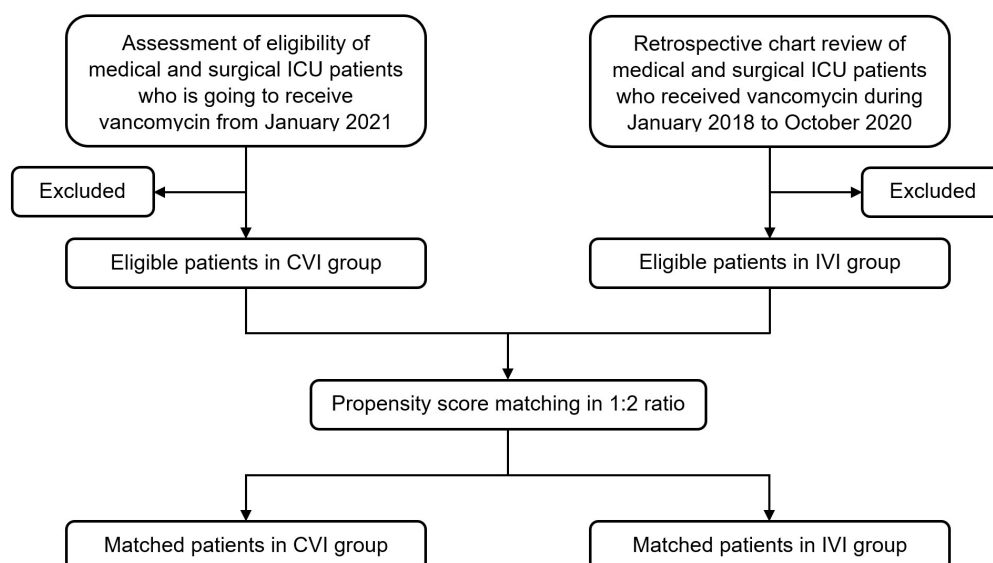 Assessment of eligibility of
medical and surgical ICU patients
who is going to receive
vancomycin from January 2021
Retrospective chart review of
medical and surgical ICU patients
who received vancomycin during
January 2018 to October 2020
Excluded
Excluded
Eligible patients in CVI group
Eligible patients in IVI group
Propensity score matching in 1:2 ratio
Matched patients in CVI group
Matched patients in IVI group